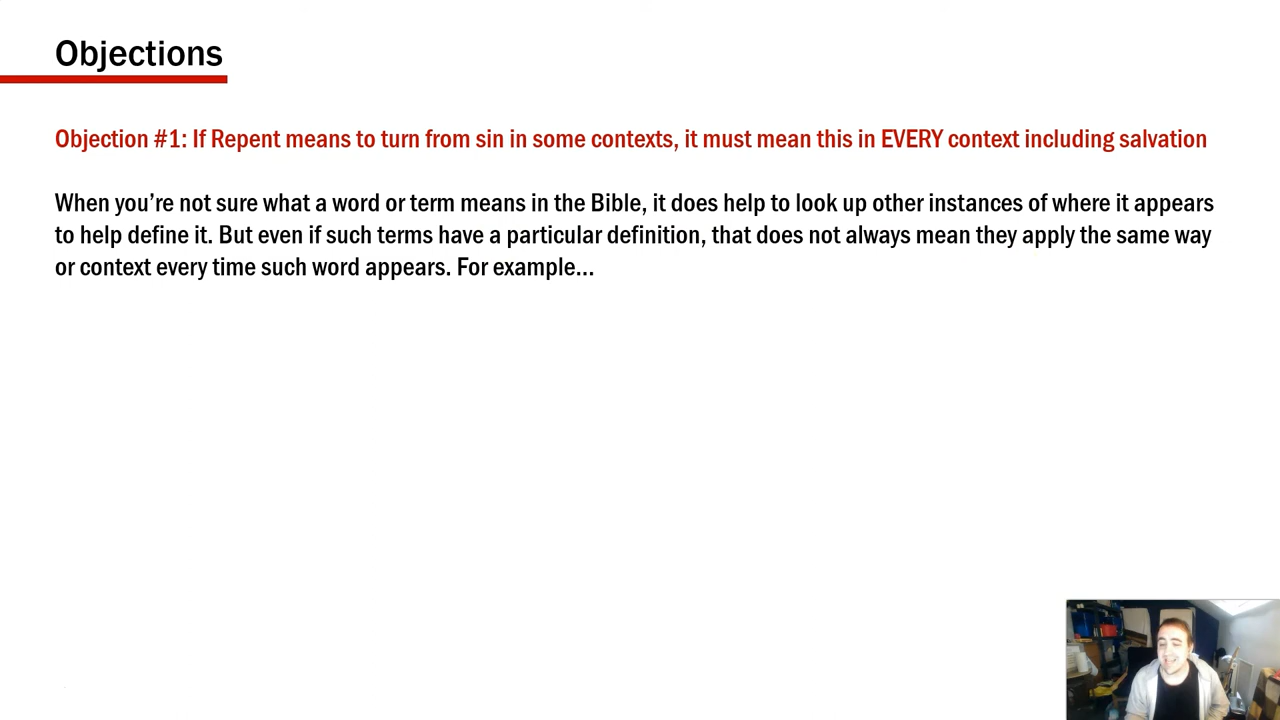 Objections
Objection #1: If Repent means to turn from sin in some contexts, it must mean this in EVERY context including salvation
When you’re not sure what a word or term means in the Bible, it does help to look up other instances of where it appears
to help define it. But even if such terms have a particular definition, that does not always mean they apply the same way
or context every time such word appears. For example...